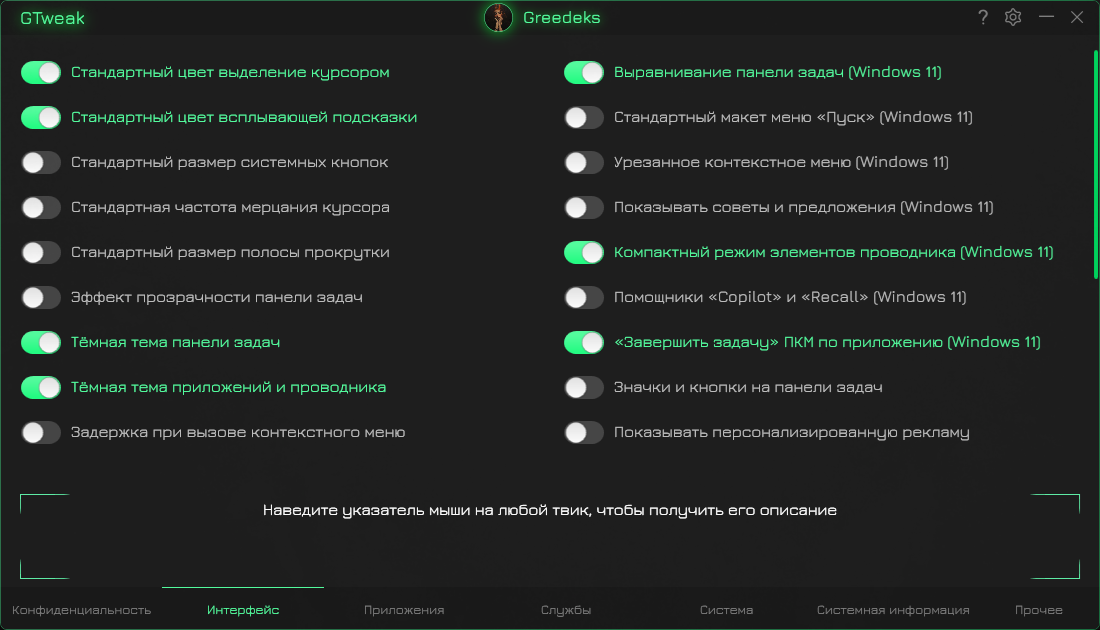 GTweak
Greedeks
?
Стандартный цвет выделение курсором
Стандартный цвет всплывающей подсказки
Стандартный размер системных кнопок
Стандартная частота мерцания курсора
Стандартный размер полосы прокрутки
Эффект прозрачности панели задач
Тёмная тема панели задач
Тёмная тема приложений и проводника
Задержка при вызове контекстного меню
Выравнивание панели задач (Windows 11)
Стандартный макет меню «Пуск» (Windows 11)
Урезанное контекстное меню (Windows 11)
Показывать советы и предложения (Windows 11)
Компактный режим элементов проводника (Windows 11)
Помощники «Copilot» и «Recall» (Windows 11)
«Завершить задачу» ПКМ по приложению (Windows 11)
Значки и кнопки на панели задач
Показывать персонализированную рекламу
Наведите указатель мыши на любой твик, чтобы получить его описание
Конфиденциальность
Интерфейс
Приложения
Службы
Система
Системная информация
Прочее